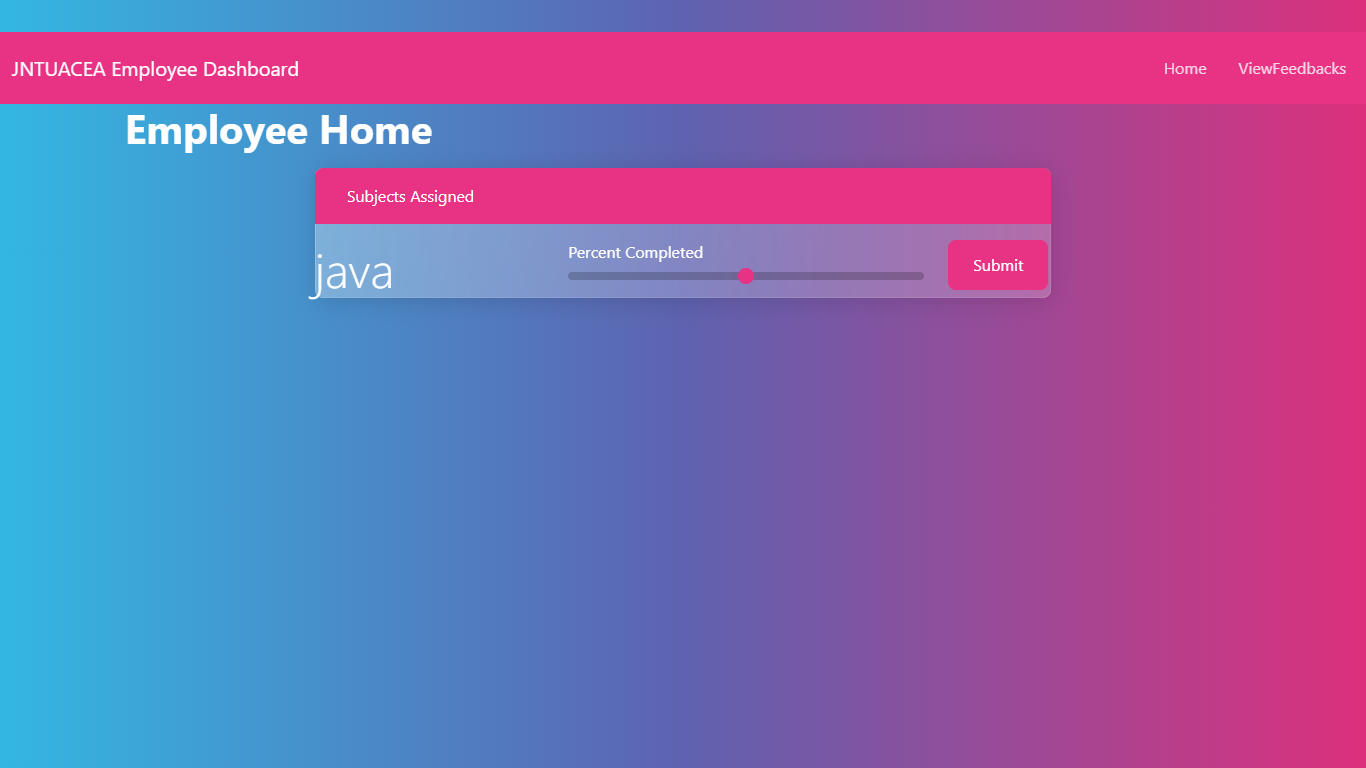 JNTUACEA Employee Dashboard
Home
ViewFeedbacks
Employee Home
Subjects Assigned
java
Percent Completed
Submit